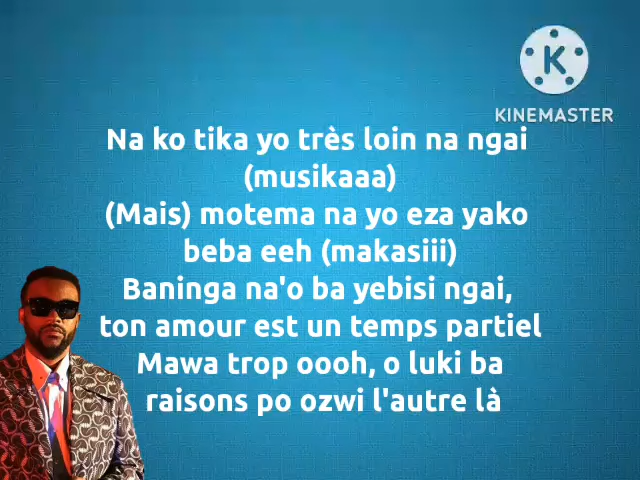 K
KINEMASTER
Na ko tika yo très loin na ngai
(musikaaa)
(Mais) motema na yo eza yako
beba eeh (makasiii)
Baninga na'o ba yebisi ngai,
ton amour est un temps partiel
Mawa trop oooh, o luki ba
raisons po ozwi l'autre là